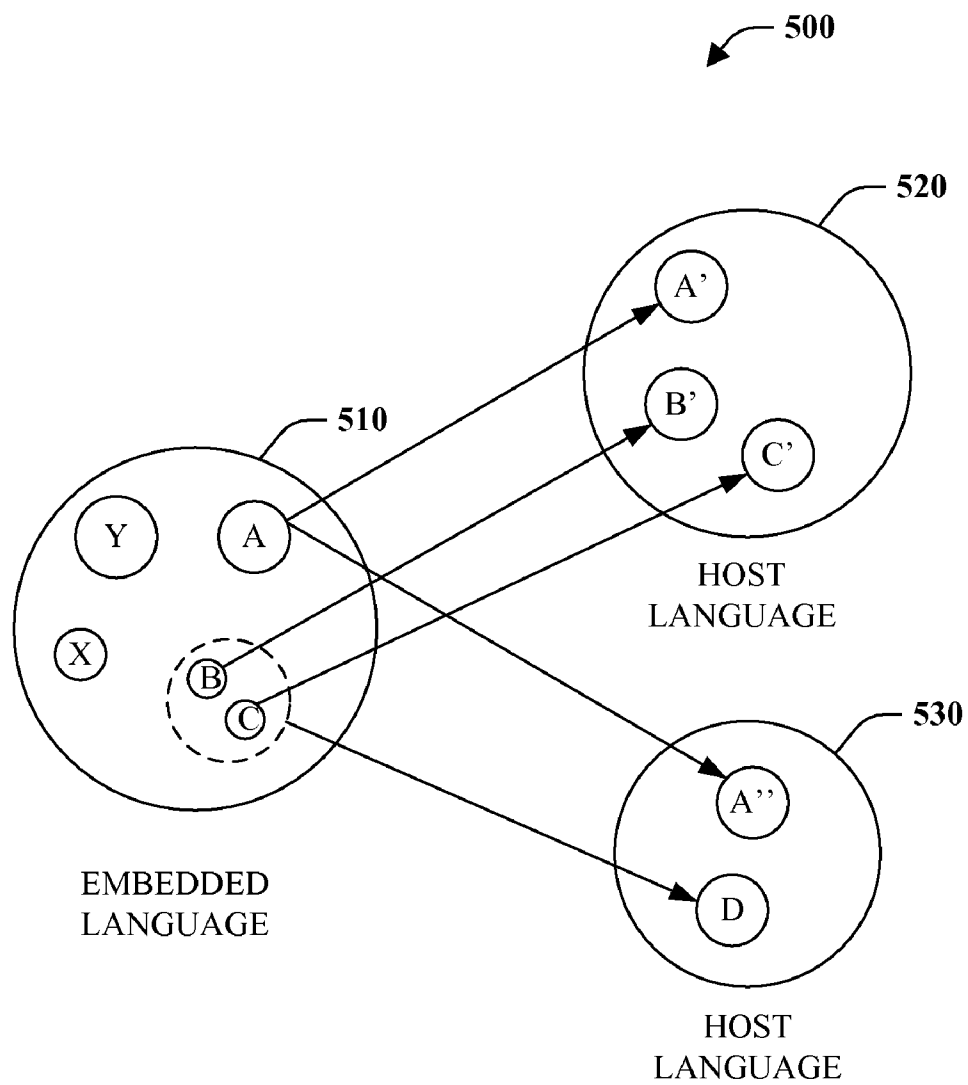 500
520
A’
B’
C’
510
Y
A
HOST
LANGUAGE
X
B
C
530
A’’
EMBEDDED
LANGUAGE
D
HOST
LANGUAGE